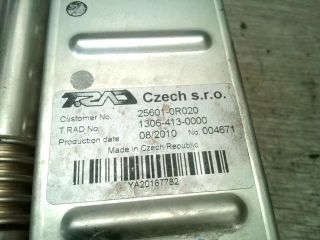 T.RAD Czech s.r.o.
Customer No. 25601-0R020
T RAD No. 1306-413-0000
Production date 08/2010 No. 004671
Made in Czech Republic
YA20167782